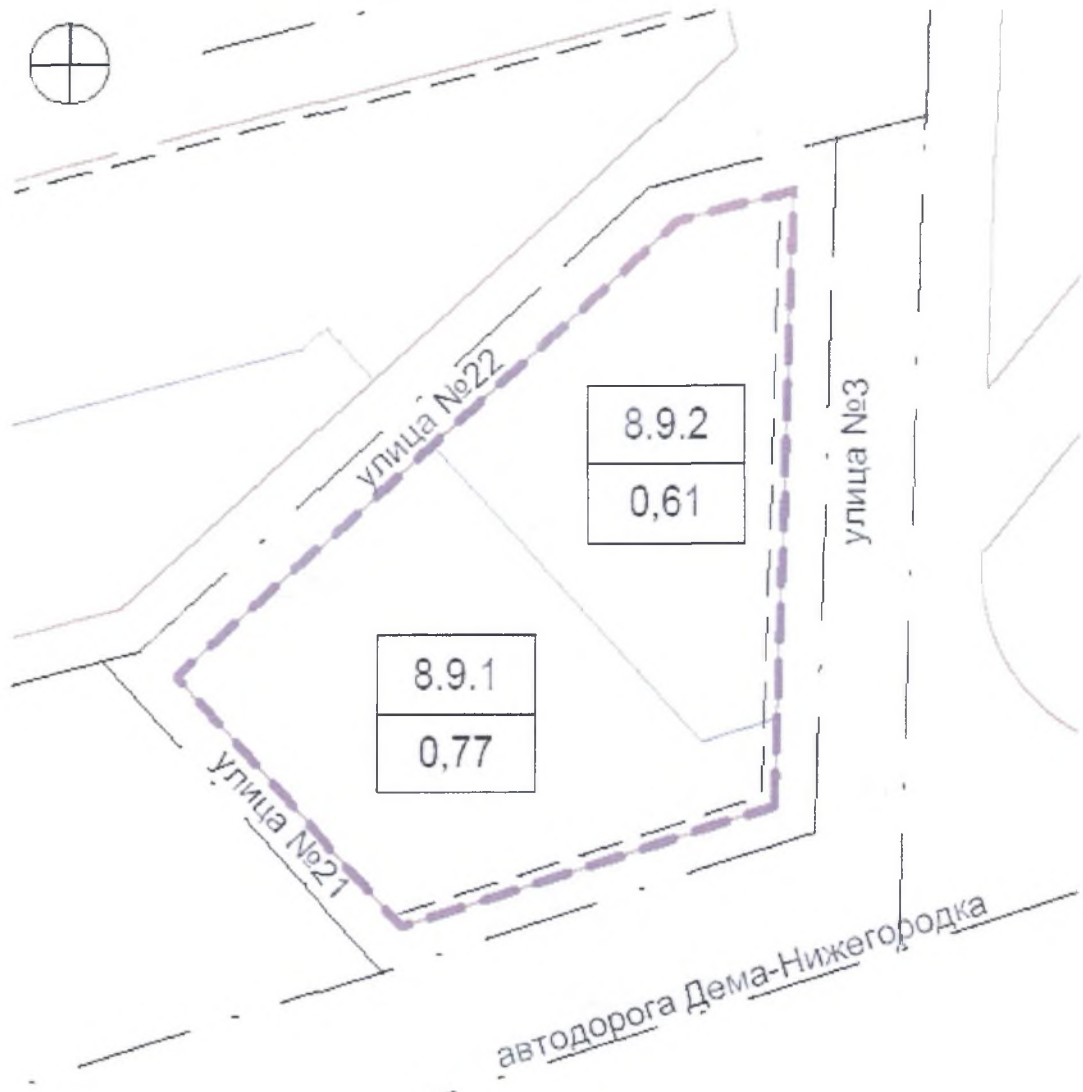 улица №22
8.9.2
0,61
улица №3
8.9.1
0,77
улица №21
автодорога Дема-Нижегородка